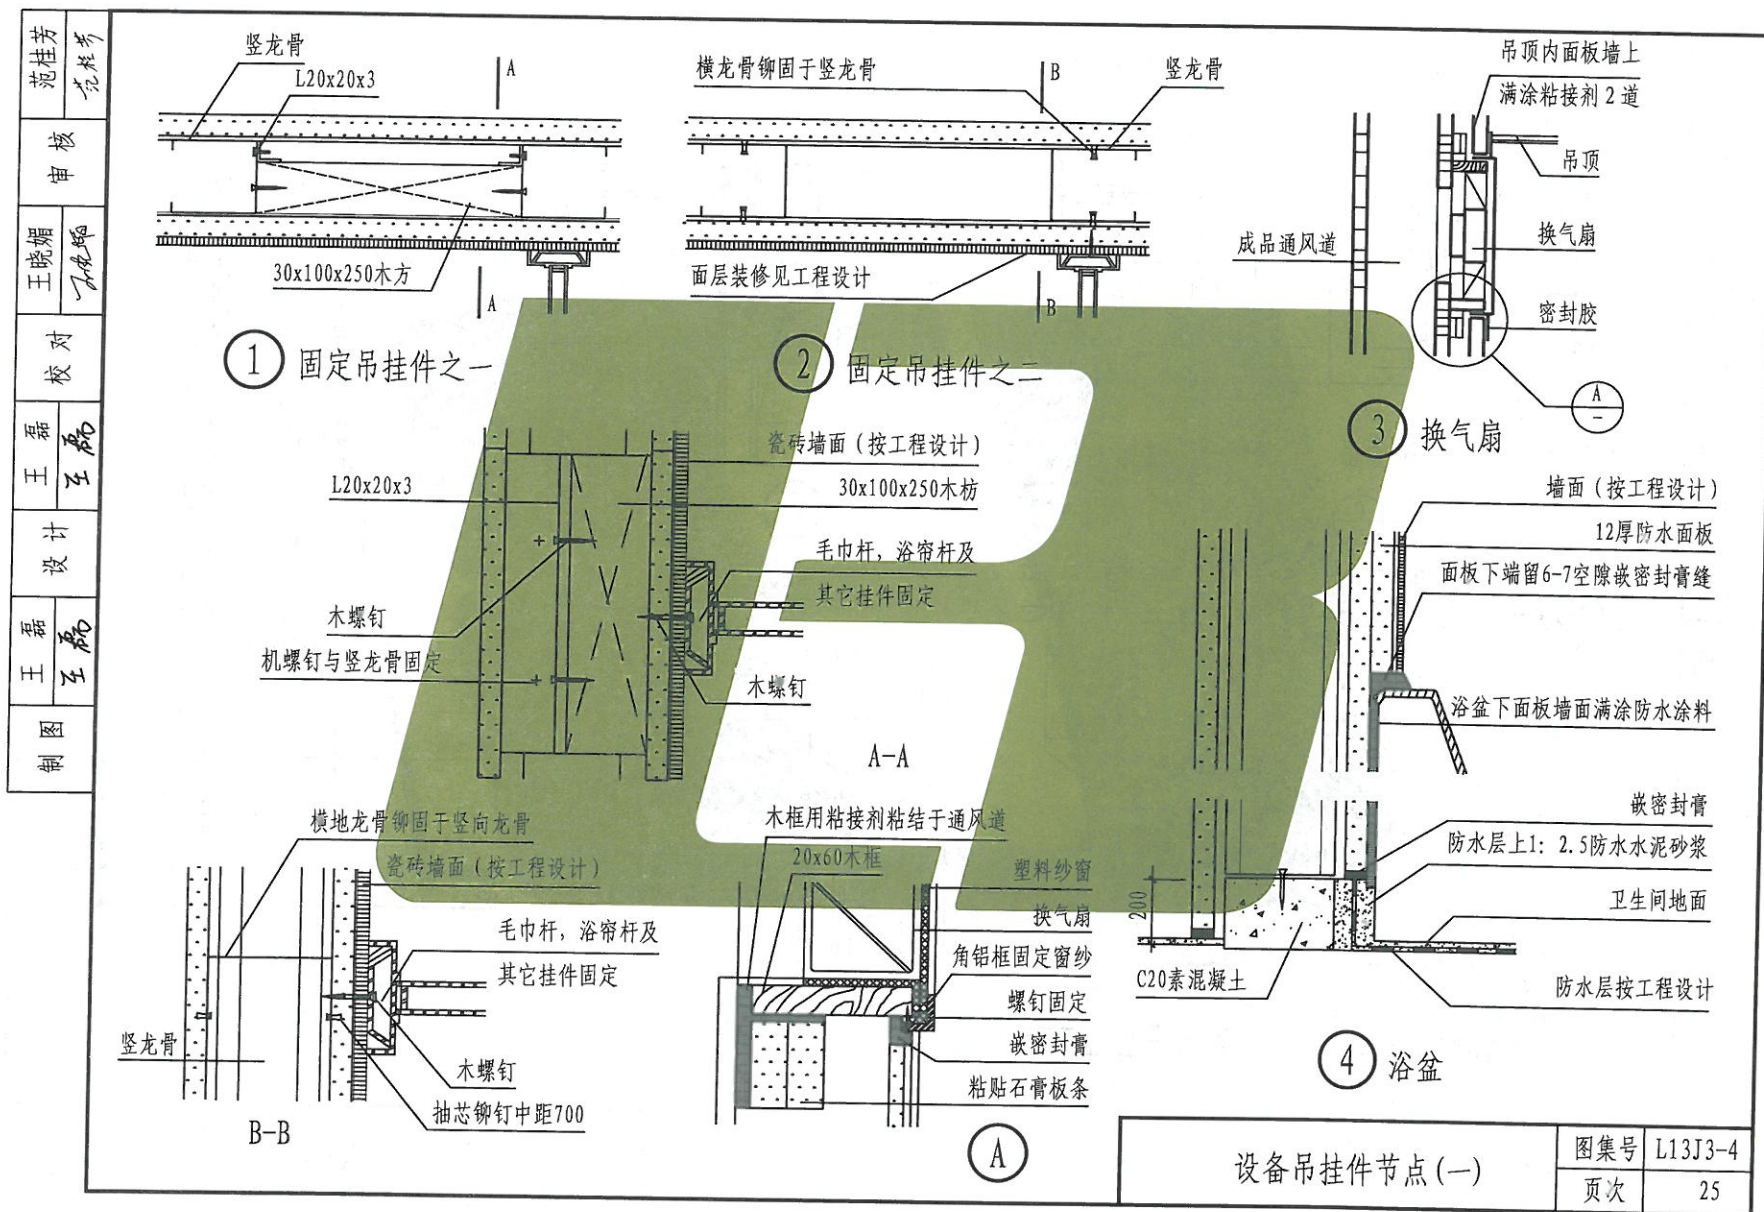 范桂芳
范桂芳
审核
王晓媚
校对
王磊
王磊
设计
王磊
王磊
制图
竖龙骨
L20x20x3
A
30x100x250木方
A
1 固定吊挂件之一
横龙骨铆固于竖龙骨
B
竖龙骨
面层装修见工程设计
B
2 固定吊挂件之二
吊顶内面板墙上
满涂粘接剂2道
吊顶
成品通风道
换气扇
密封胶
A
-
3 换气扇
瓷砖墙面（按工程设计）
L20x20x3
30x100x250木枋
毛巾杆，浴帘杆及
其它挂件固定
木螺钉
机螺钉与竖龙骨固定
木螺钉
A-A
墙面（按工程设计）
12厚防水面板
面板下端留6-7空隙嵌密封膏缝
浴盆下面板墙面满涂防水涂料
嵌密封膏
防水层上1：2.5防水水泥砂浆
200
卫生间地面
C20素混凝土
防水层按工程设计
4 浴盆
横地龙骨铆固于竖向龙骨
瓷砖墙面（按工程设计）
毛巾杆，浴帘杆及
其它挂件固定
竖龙骨
木螺钉
抽芯铆钉中距700
B-B
木框用粘接剂粘结于通风道
20x60木框
塑料纱窗
换气扇
角铝框固定窗纱
螺钉固定
嵌密封膏
粘贴石膏板条
A
设备吊挂件节点(一)
图集号 L13J3-4
页次 25